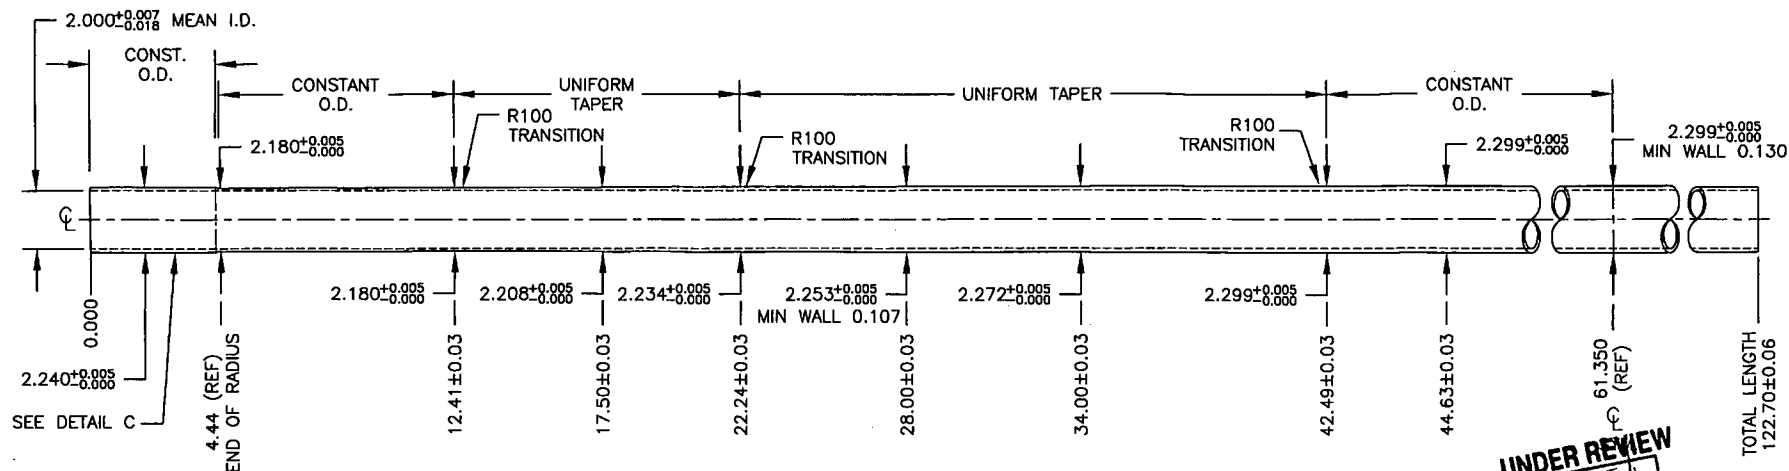 2.000+0.007 -0.018 MEAN I.D.
CONST.
O.D.
CONSTANT
O.D.
UNIFORM
TAPER
UNIFORM TAPER
CONSTANT
O.D.
R100
TRANSITION
R100
TRANSITION
R100
TRANSITION
2.180+0.005 -0.000
2.299+0.005 -0.000
2.299+0.005 -0.000
MIN WALL 0.130
℄
2.180+0.005 -0.000
2.208+0.005 -0.000
2.234+0.005 -0.000
2.253+0.005 -0.000
MIN WALL 0.107
2.272+0.005 -0.000
2.299+0.005 -0.000
2.240+0.005 -0.000
SEE DETAIL C
0.000
4.44 (REF)
END OF RADIUS
12.41±0.03
17.50±0.03
22.24±0.03
28.00±0.03
34.00±0.03
42.49±0.03
44.63±0.03
℄ 61.350
(REF)
TOTAL LENGTH
122.70±0.06
UNDER REVIEW